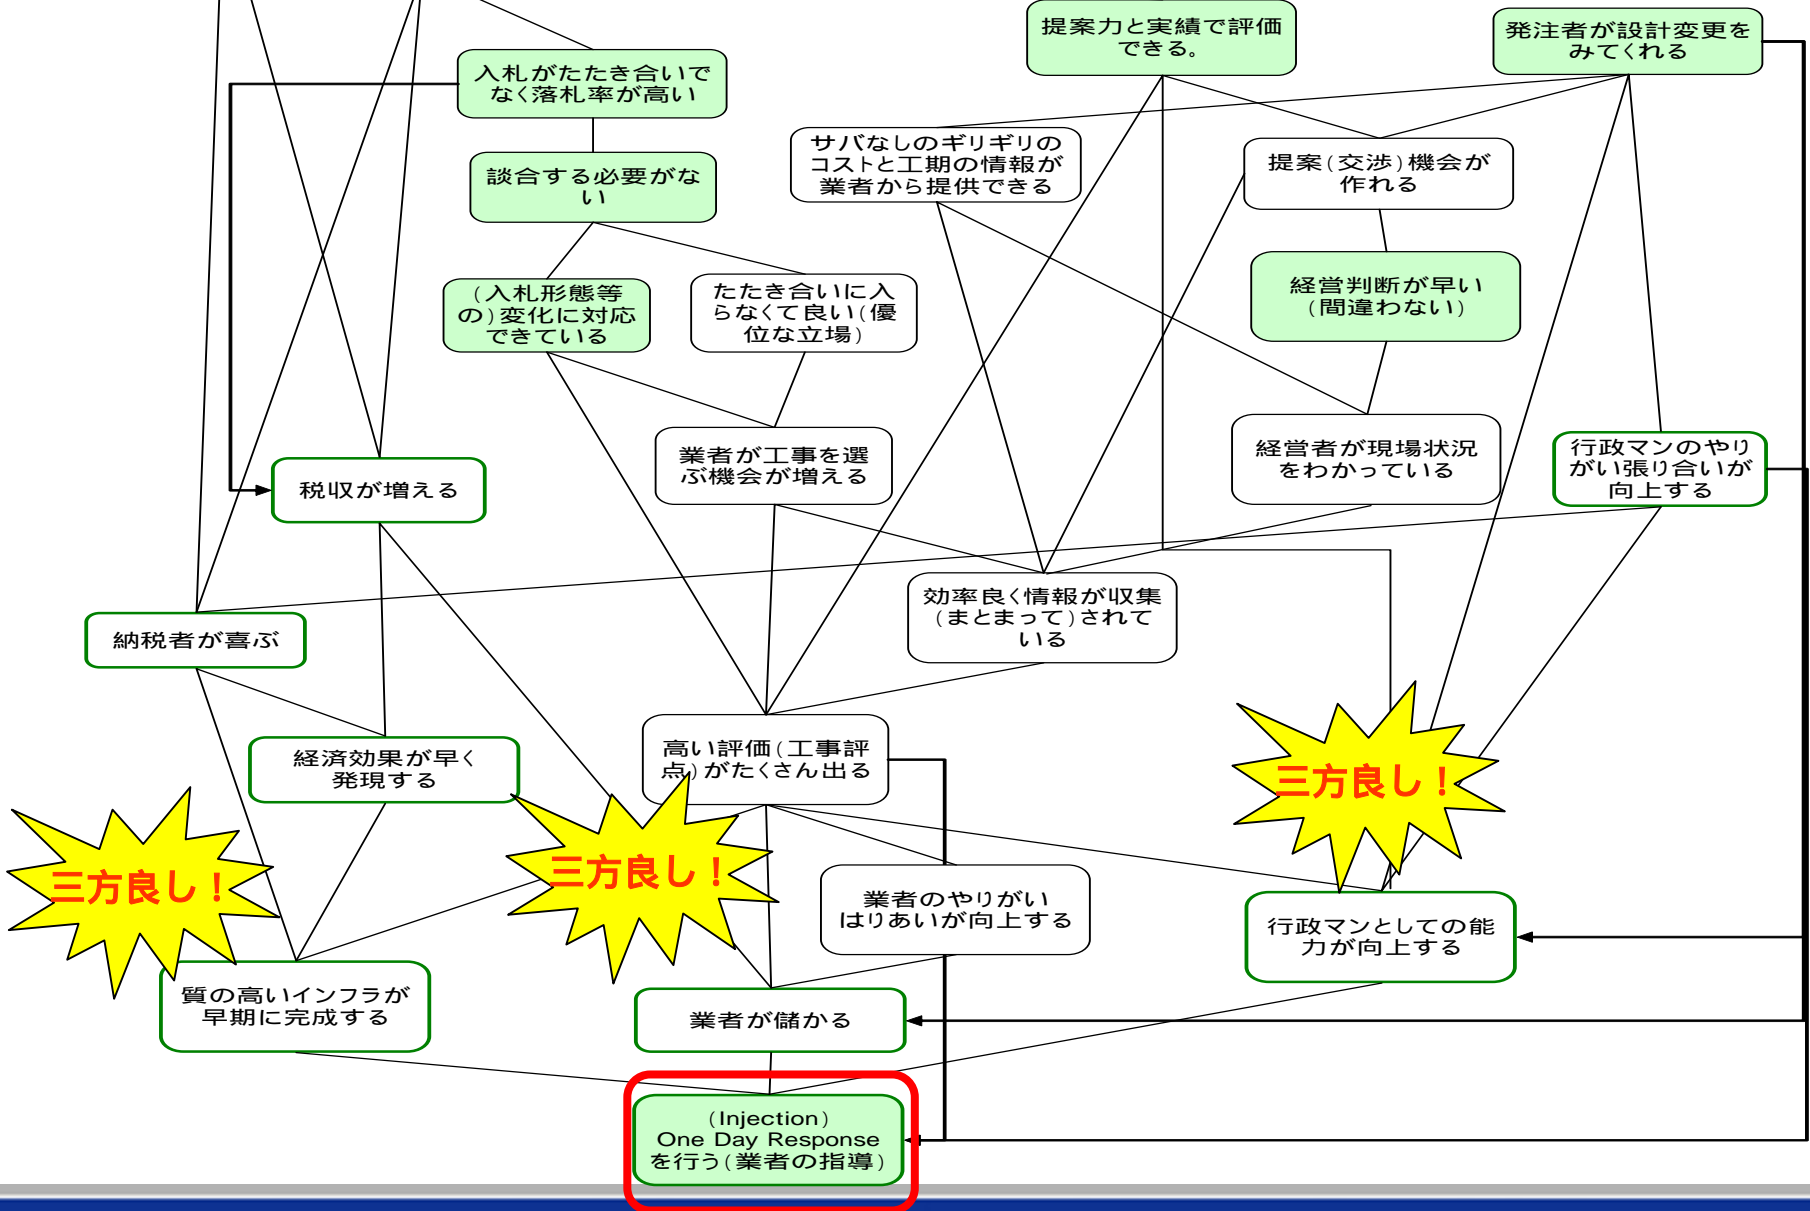 提案力と実績で評価
できる。
発注者が設計変更を
みてくれる
入札がたたき合いで
なく落札率が高い
サバなしのギリギリの
コストと工期の情報が
業者から提供できる
提案(交渉)機会が
作れる
談合する必要がな
い
(入札形態等
の)変化に対応
できている
たたき合いに入
らなくて良い(優
位な立場)
経営判断が早い
(間違わない)
税収が増える
業者が工事を選
ぶ機会が増える
経営者が現場状況
をわかっている
行政マンのやり
がい張り合いが
向上する
納税者が喜ぶ
効率良く情報が収集
(まとまって)されて
いる
経済効果が早く
発現する
高い評価(工事評
点)がたくさん出る
三方良し!
三方良し!
三方良し!
業者のやりがい
はりあいが向上する
行政マンとしての能
力が向上する
質の高いインフラが
早期に完成する
業者が儲かる
(Injection)
One Day Response
を行う(業者の指導)